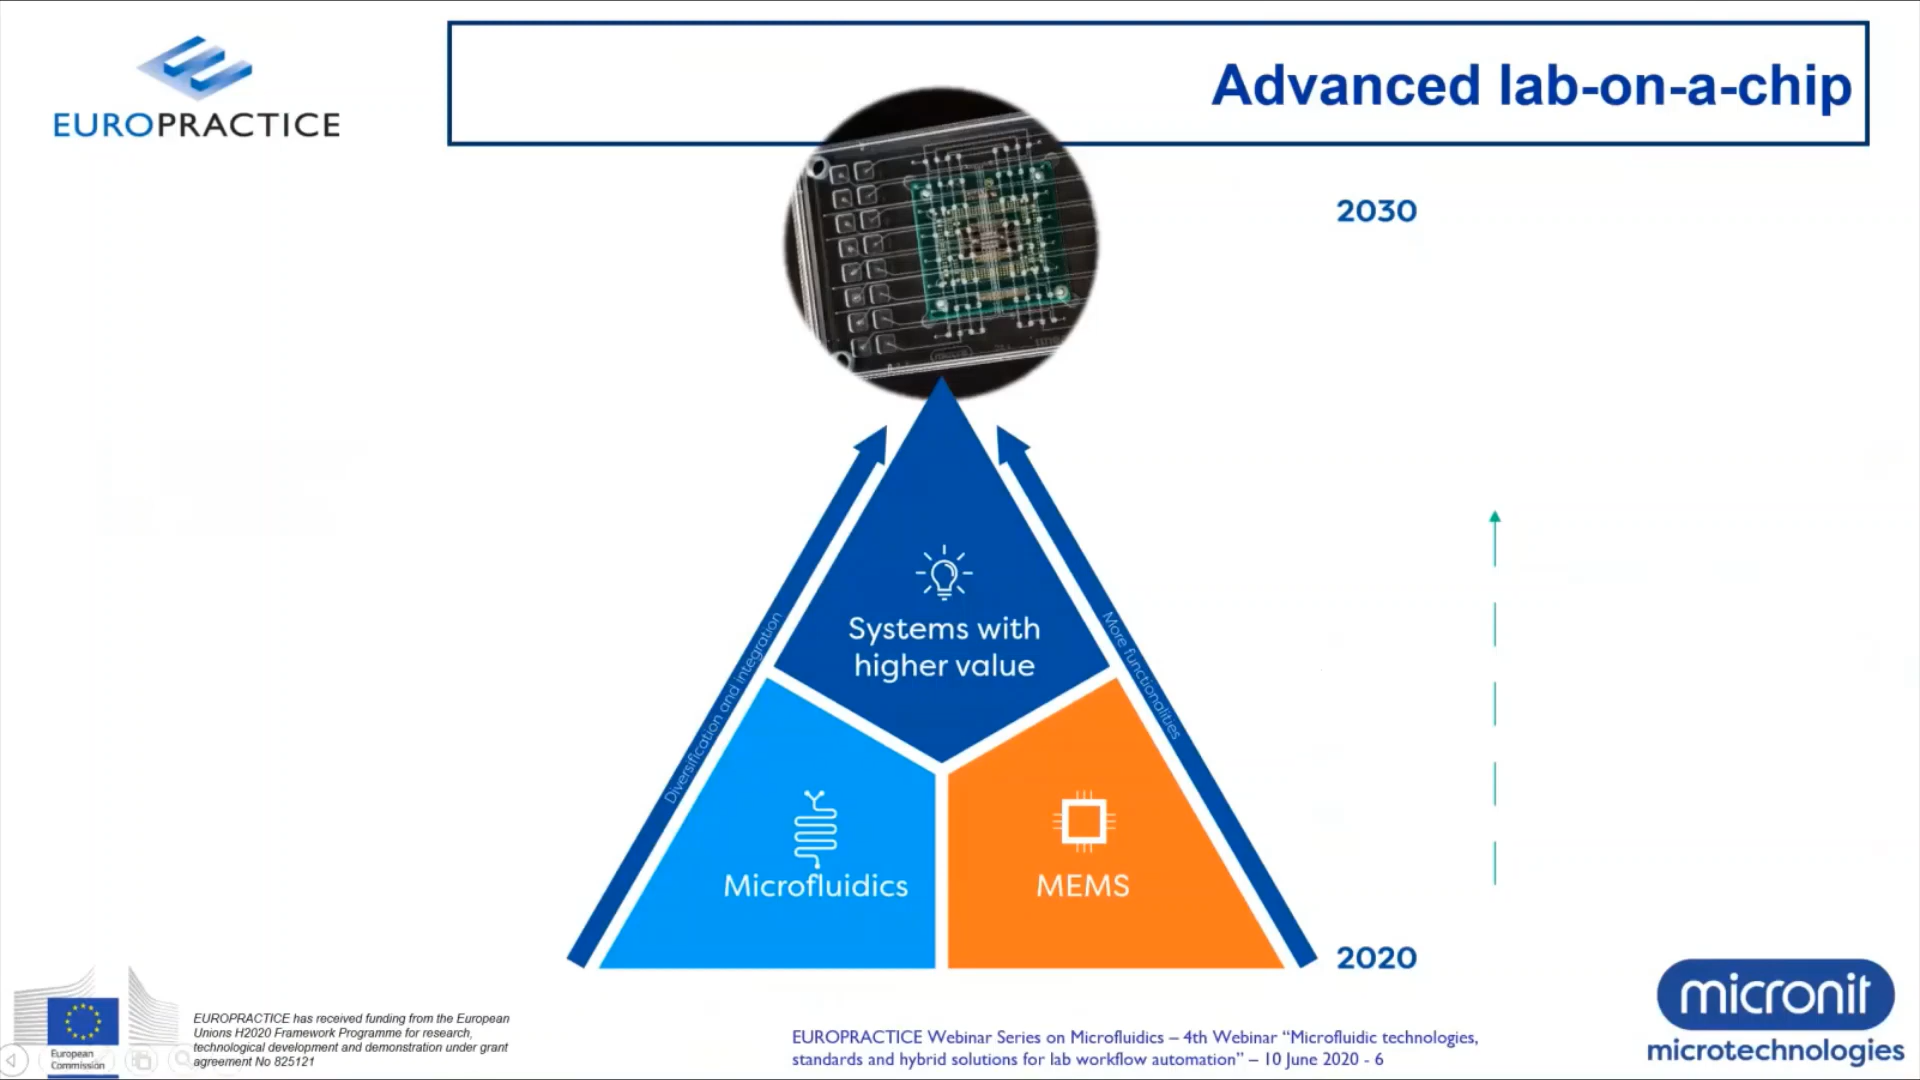 EUROPRACTICE
Advanced lab-on-a-chip
2030
Systems with
higher value
Diversification and integration
More functionalities
Microfluidics
MEMS
2020
European
Commission
EUROPRACTICE has received funding from the European
Unions H2020 Framework Programme for research,
technological development and demonstration under grant
agreement No 825121
EUROPRACTICE Webinar Series on Microfluidics – 4th Webinar “Microfluidic technologies,
standards and hybrid solutions for lab workflow automation” – 10 June 2020 - 6
micronit
microtechnologies